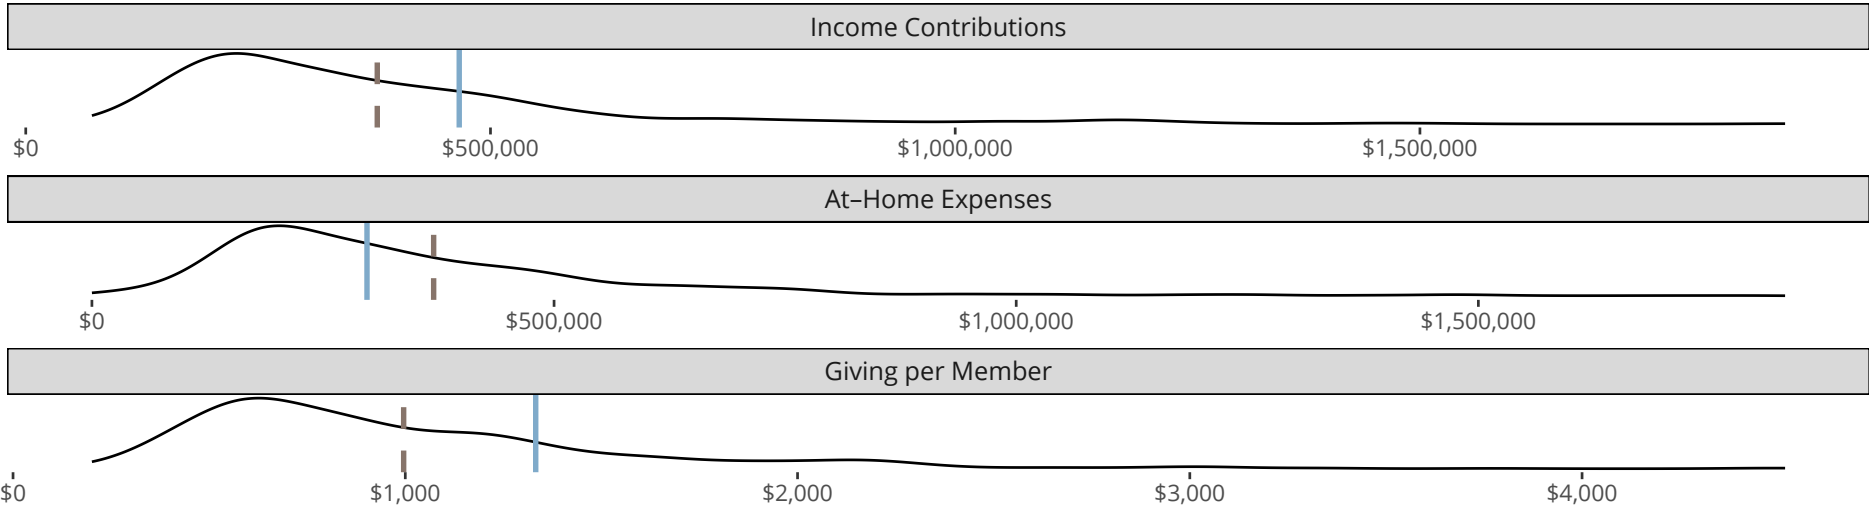 Income Contributions
$0 $500,000 $1,000,000 $1,500,000
At–Home Expenses
$0 $500,000 $1,000,000 $1,500,000
Giving per Member
$0 $1,000 $2,000 $3,000 $4,000